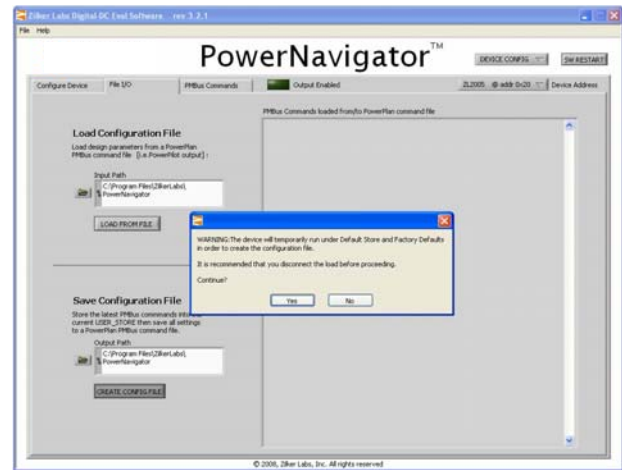 Zilker Labs Digital-DC Eval Software rev 3.2.1
File Help
PowerNavigator™
DEVICE CONFIG
SW RESTART
Configure Device
File I/O
PMBus Commands
Output Enabled
ZL2005 @ addr 0x20
Device Address
PMBus Commands loaded from/to PowerPlan command file
Load Configuration File
Load design parameters from a PowerPlan
PMBus command file [i.e PowerPilot output] :
Input Path
C:\Program Files\ZilkerLabs\
PowerNavigator
LOAD FROM FILE
WARNING:The device will temporarily run under Default Store and Factory Defaults
in order to create the configuration file.
It is recommended that you disconnect the load before proceeding.
Continue?
Yes
No
Save Configuration File
Store the latest PMBus commands into the
current USER_STORE then save all settings
to a PowerPlan PMBus command file.
Output Path
C:\Program Files\ZilkerLabs\
PowerNavigator
CREATE CONFIG FILE
© 2008, Zilker Labs, Inc. All rights reserved